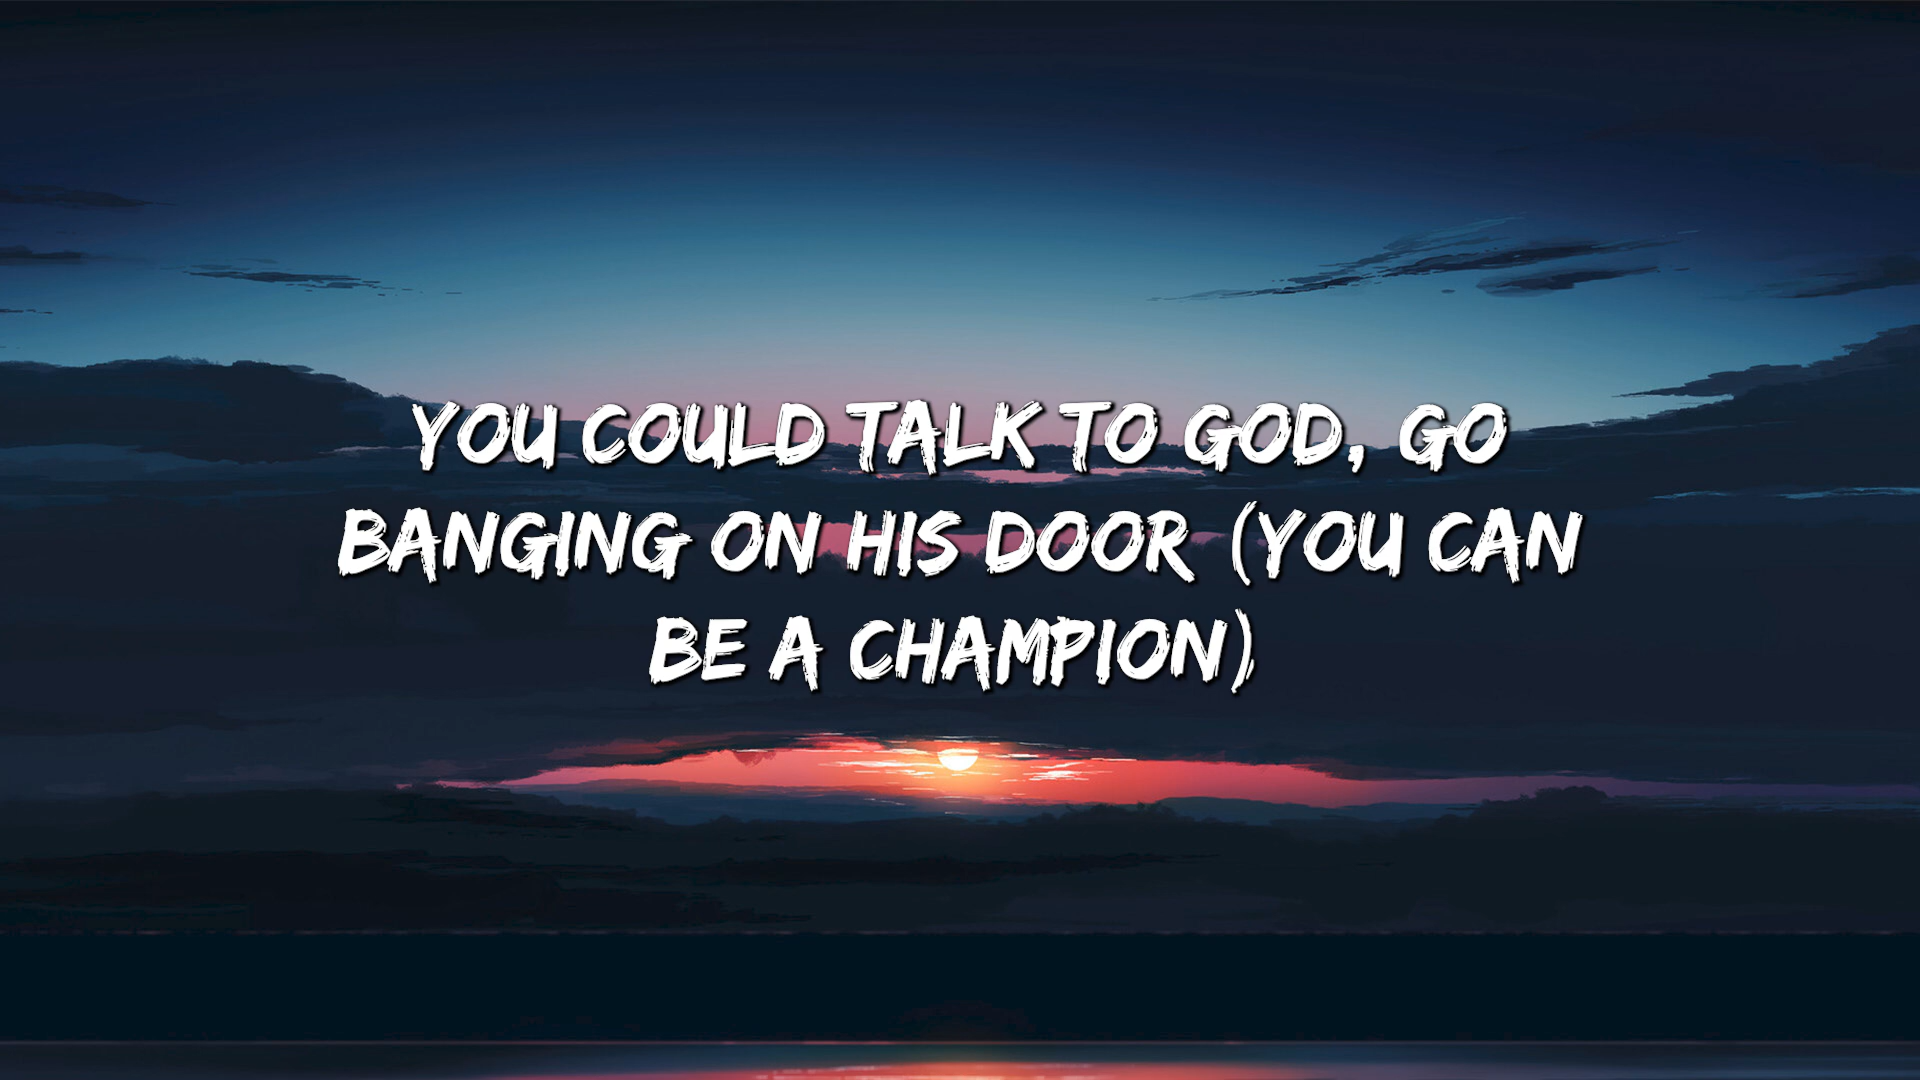 YOU COULD TALK TO GOD, GO
BANGING ON HIS DOOR (YOU CAN
BE A CHAMPION)